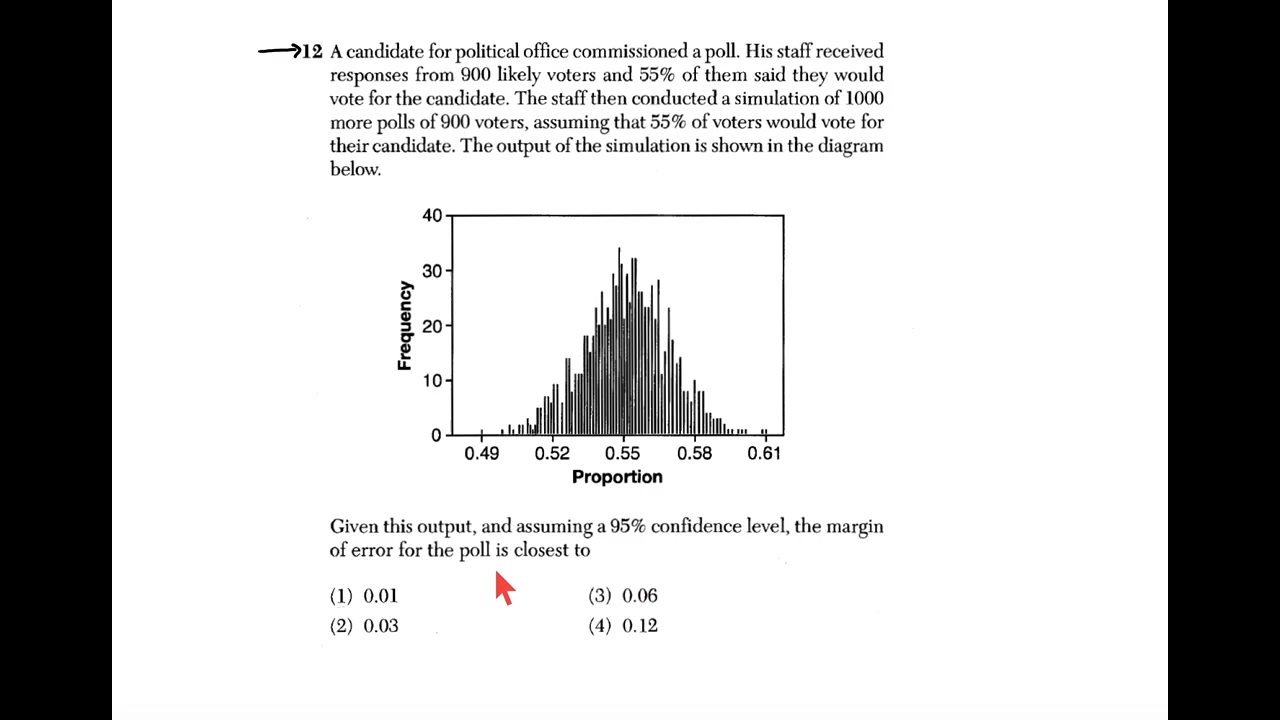 12 A candidate for political office commissioned a poll. His staff received
responses from 900 likely voters and 55% of them said they would
vote for the candidate. The staff then conducted a simulation of 1000
more polls of 900 voters, assuming that 55% of voters would vote for
their candidate. The output of the simulation is shown in the diagram
below.
40
30
20
10
0
Frequency
0.49 0.52 0.55 0.58 0.61
Proportion
Given this output, and assuming a 95% confidence level, the margin
of error for the poll is closest to
(1) 0.01 (3) 0.06
(2) 0.03 (4) 0.12